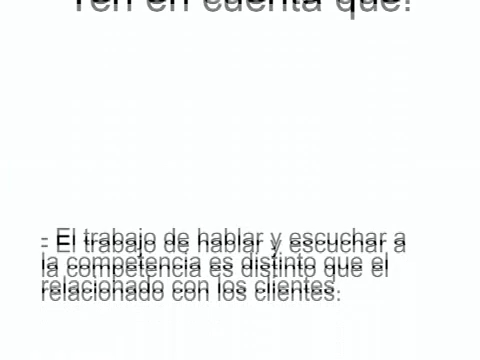 Ten en cuenta que:
- El trabajo de hablar y escuchar a
la competencia es distinto que el
relacionado con los clientes.